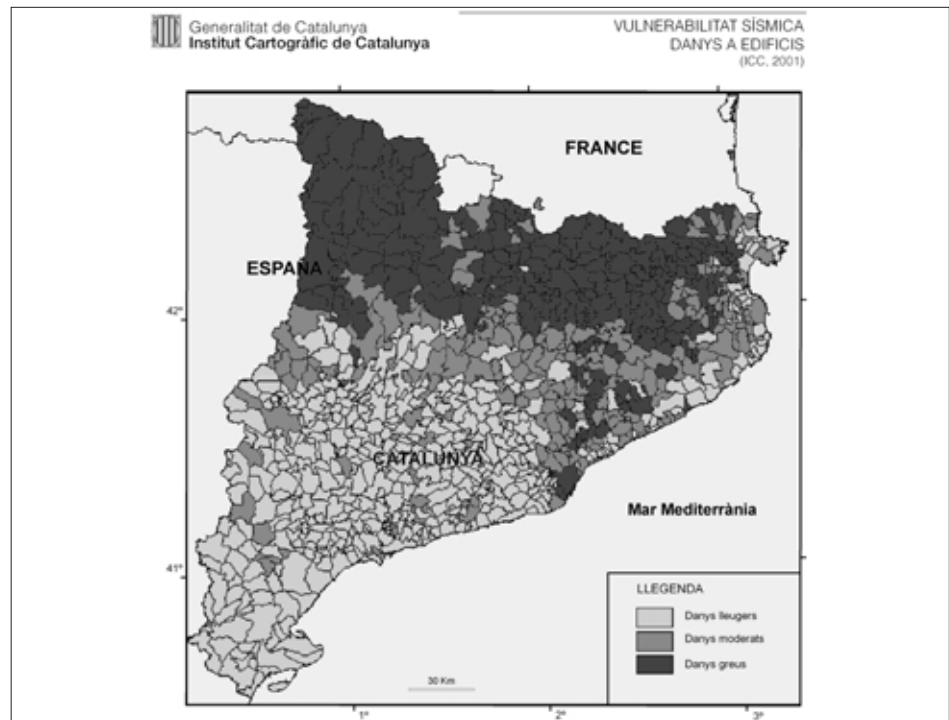 Generalitat de Catalunya
Institut Cartogràfic de Catalunya
VULNERABILITAT SÍSMICA
DANYS A EDIFICIS
(ICC, 2001)
FRANCE
ESPAÑA
42°
CATALUNYA
Mar Mediterrània
41°
LLEGENDA
Danys lleugers
Danys moderats
Danys greus
30 Km
1°
2°
3°